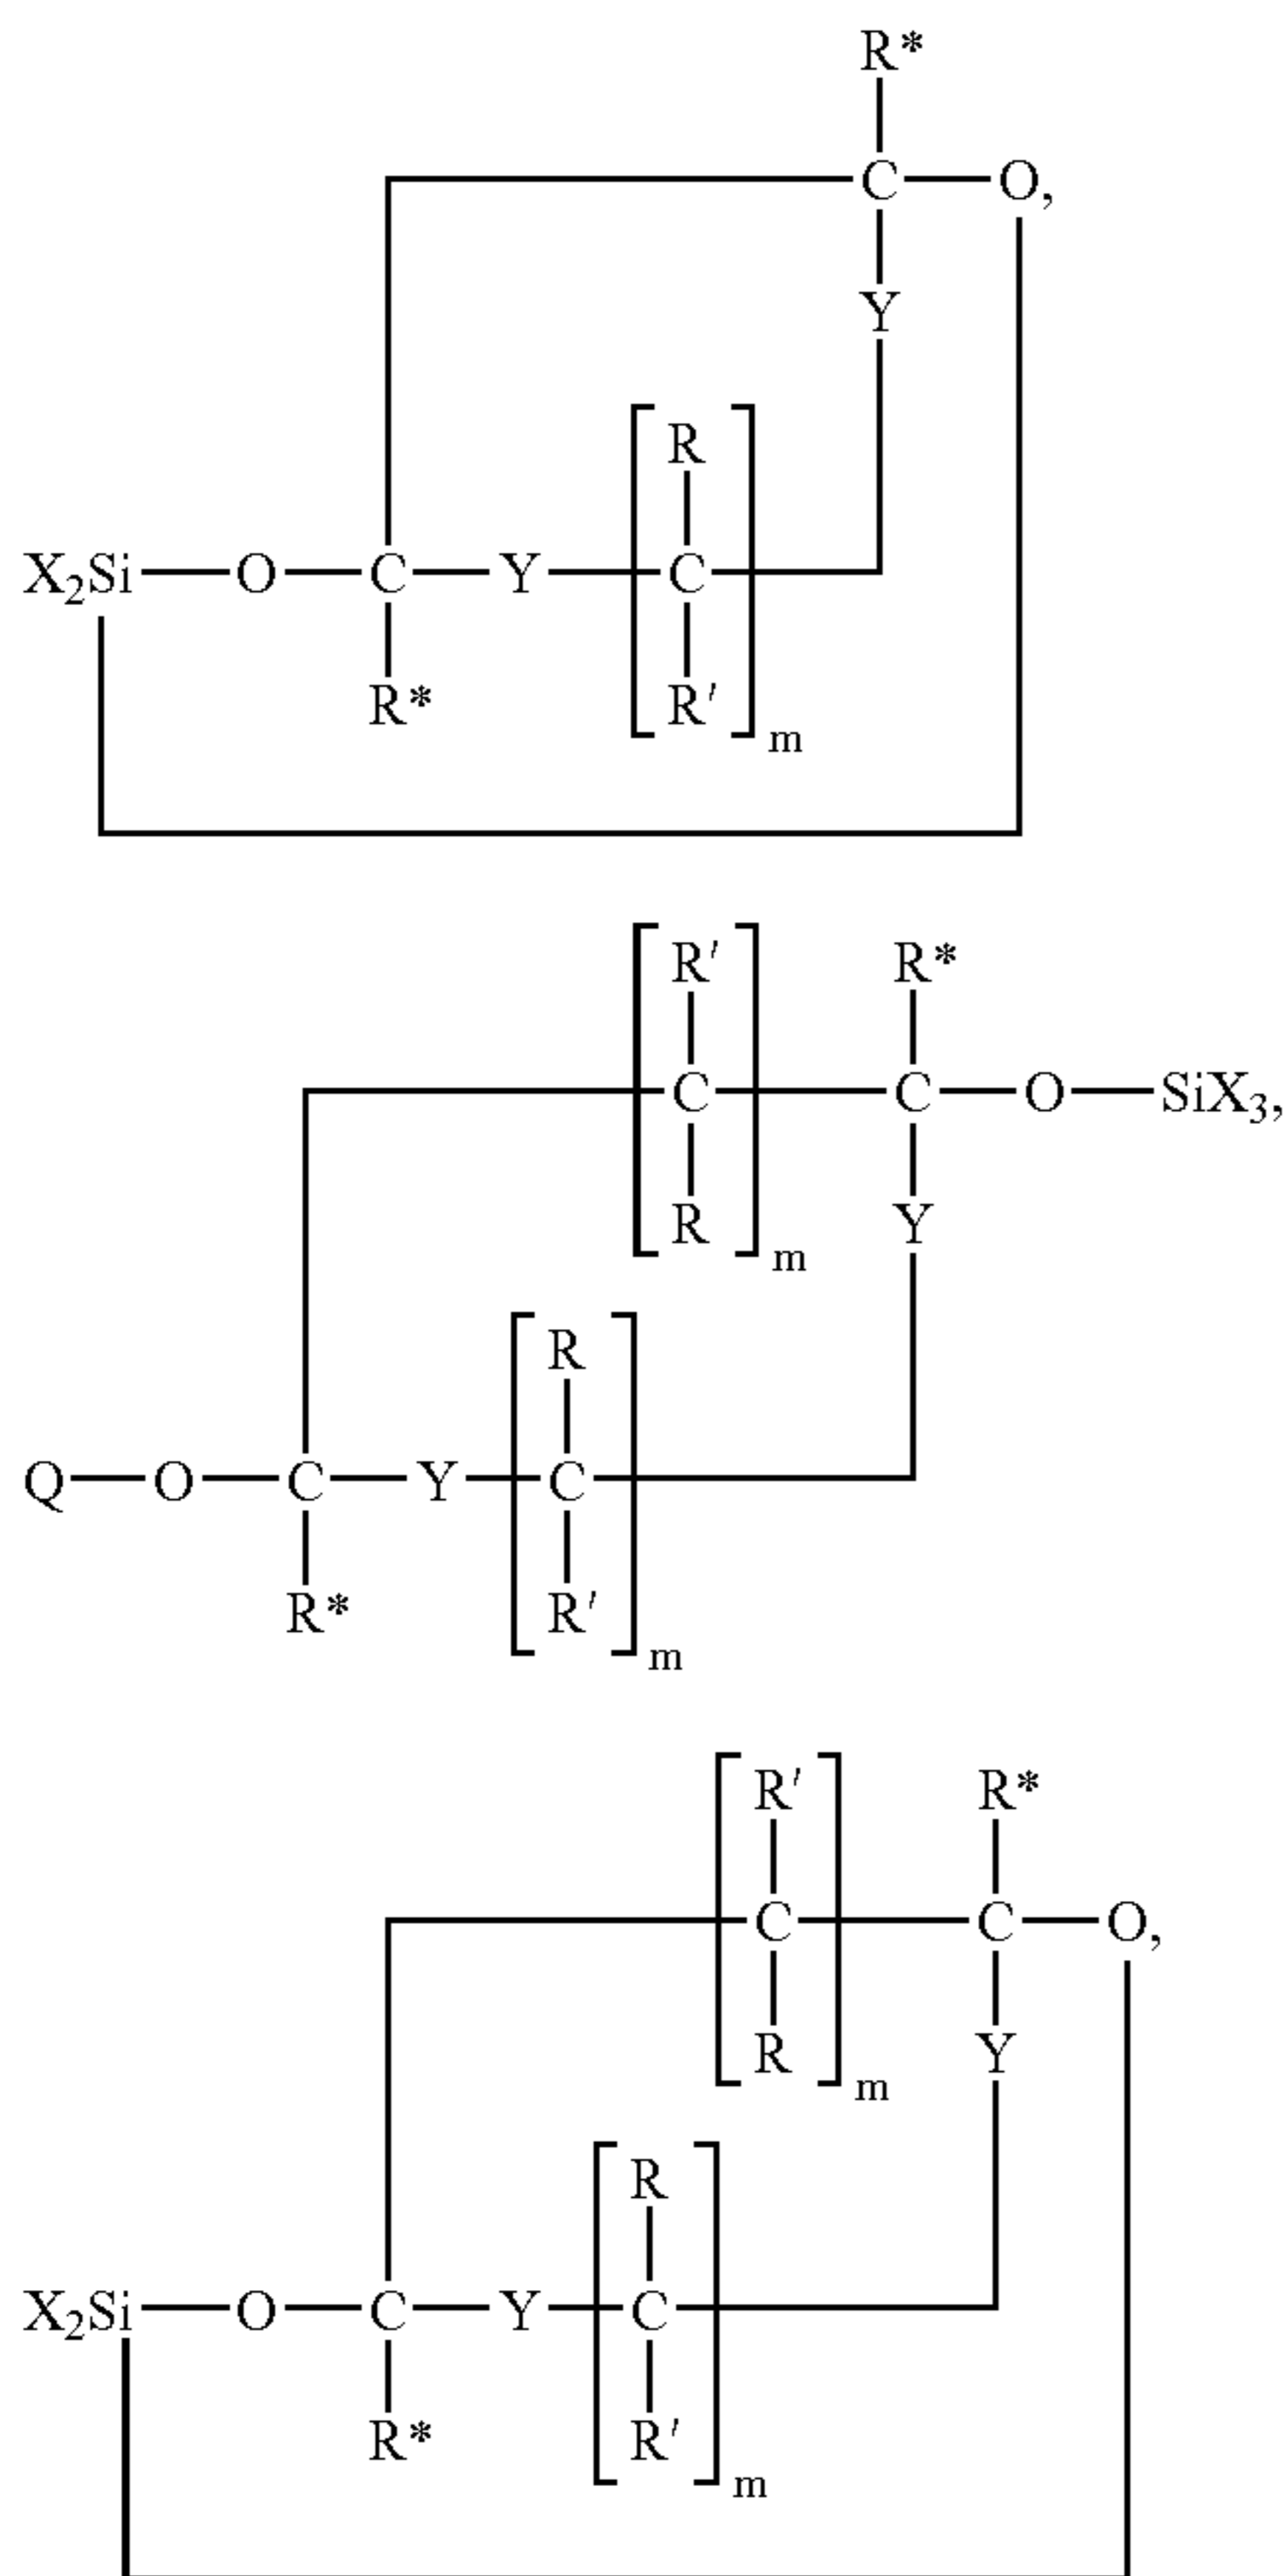 R*
C O,
Y
R
X2Si O C Y C
R* R'
m
R' R*
C C O SiX3,
R Y
m
R
Q O C Y C
R* R'
m
R' R*
C C O,
R Y
m
R
X2Si O C Y C
R* R'
m